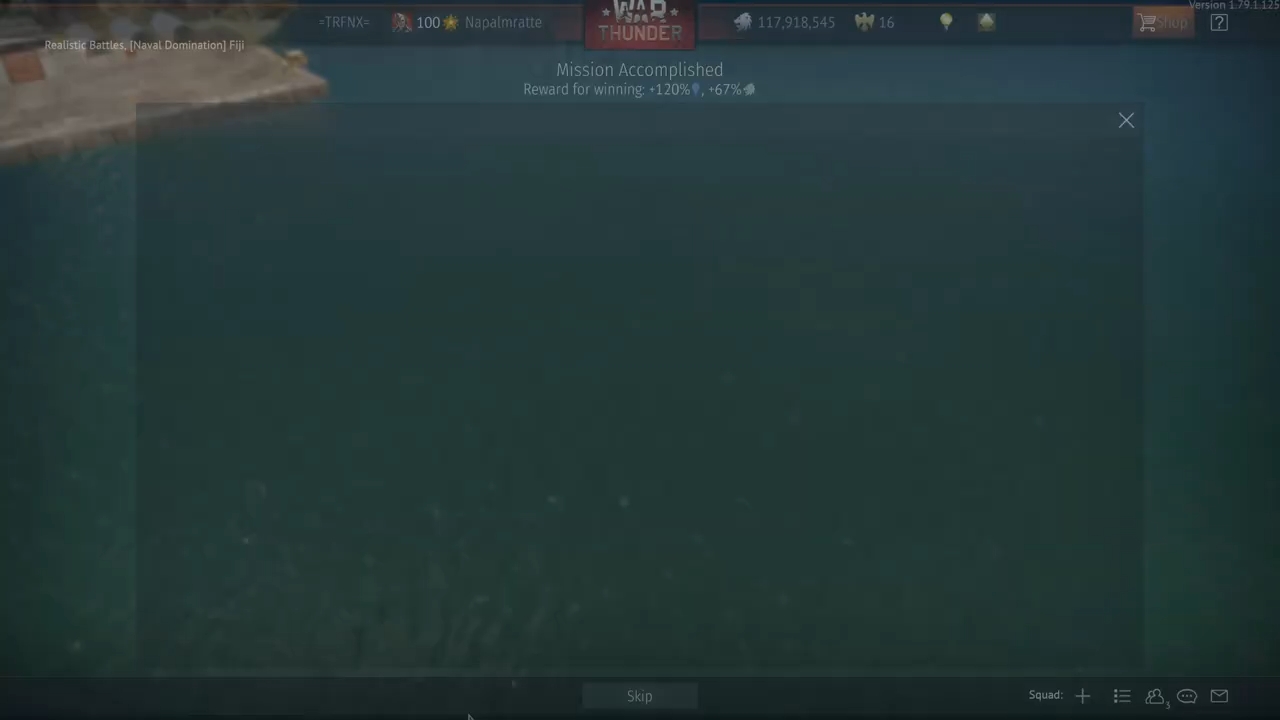 Version 1.79.1.125
=TRFNX= 100 Napalmratte WAR THUNDER 117,918,545 16 Shop ?
Realistic Battles, [Naval Domination] Fiji
Mission Accomplished
Reward for winning: +120%, +67%
Skip
Squad:
3